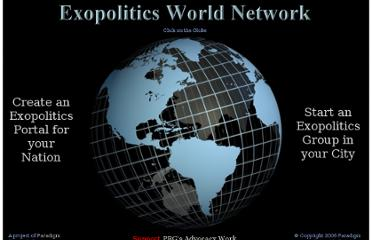 Exopolitics World Network
Click on the Globe
Create an
Exopolitics
Portal for
your
Nation
Start an
Exopolitics
Group in
your City
A project of Paradigm
Support PRG's Advocacy Work
© Copyright 2006 Paradigm